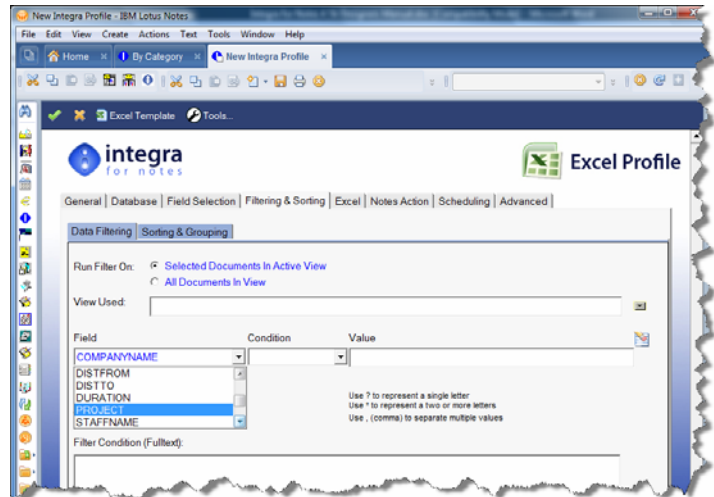 New Integra Profile - IBM Lotus Notes
File Edit View Create Actions Text Tools Window Help
Home By Category New Integra Profile
Excel Template Tools...
integra
for notes
Excel Profile
General Database Field Selection Filtering & Sorting Excel Notes Action Scheduling Advanced
Data Filtering Sorting & Grouping
Run Filter On: Selected Documents In Active View
All Documents In View
View Used:
Field Condition Value
COMPANYNAME
DISTFROM
DISTTO
DURATION
PROJECT
STAFFNAME
Use ? to represent a single letter
Use * to represent a two or more letters
Use , (comma) to separate multiple values
Filter Condition (Fulltext):